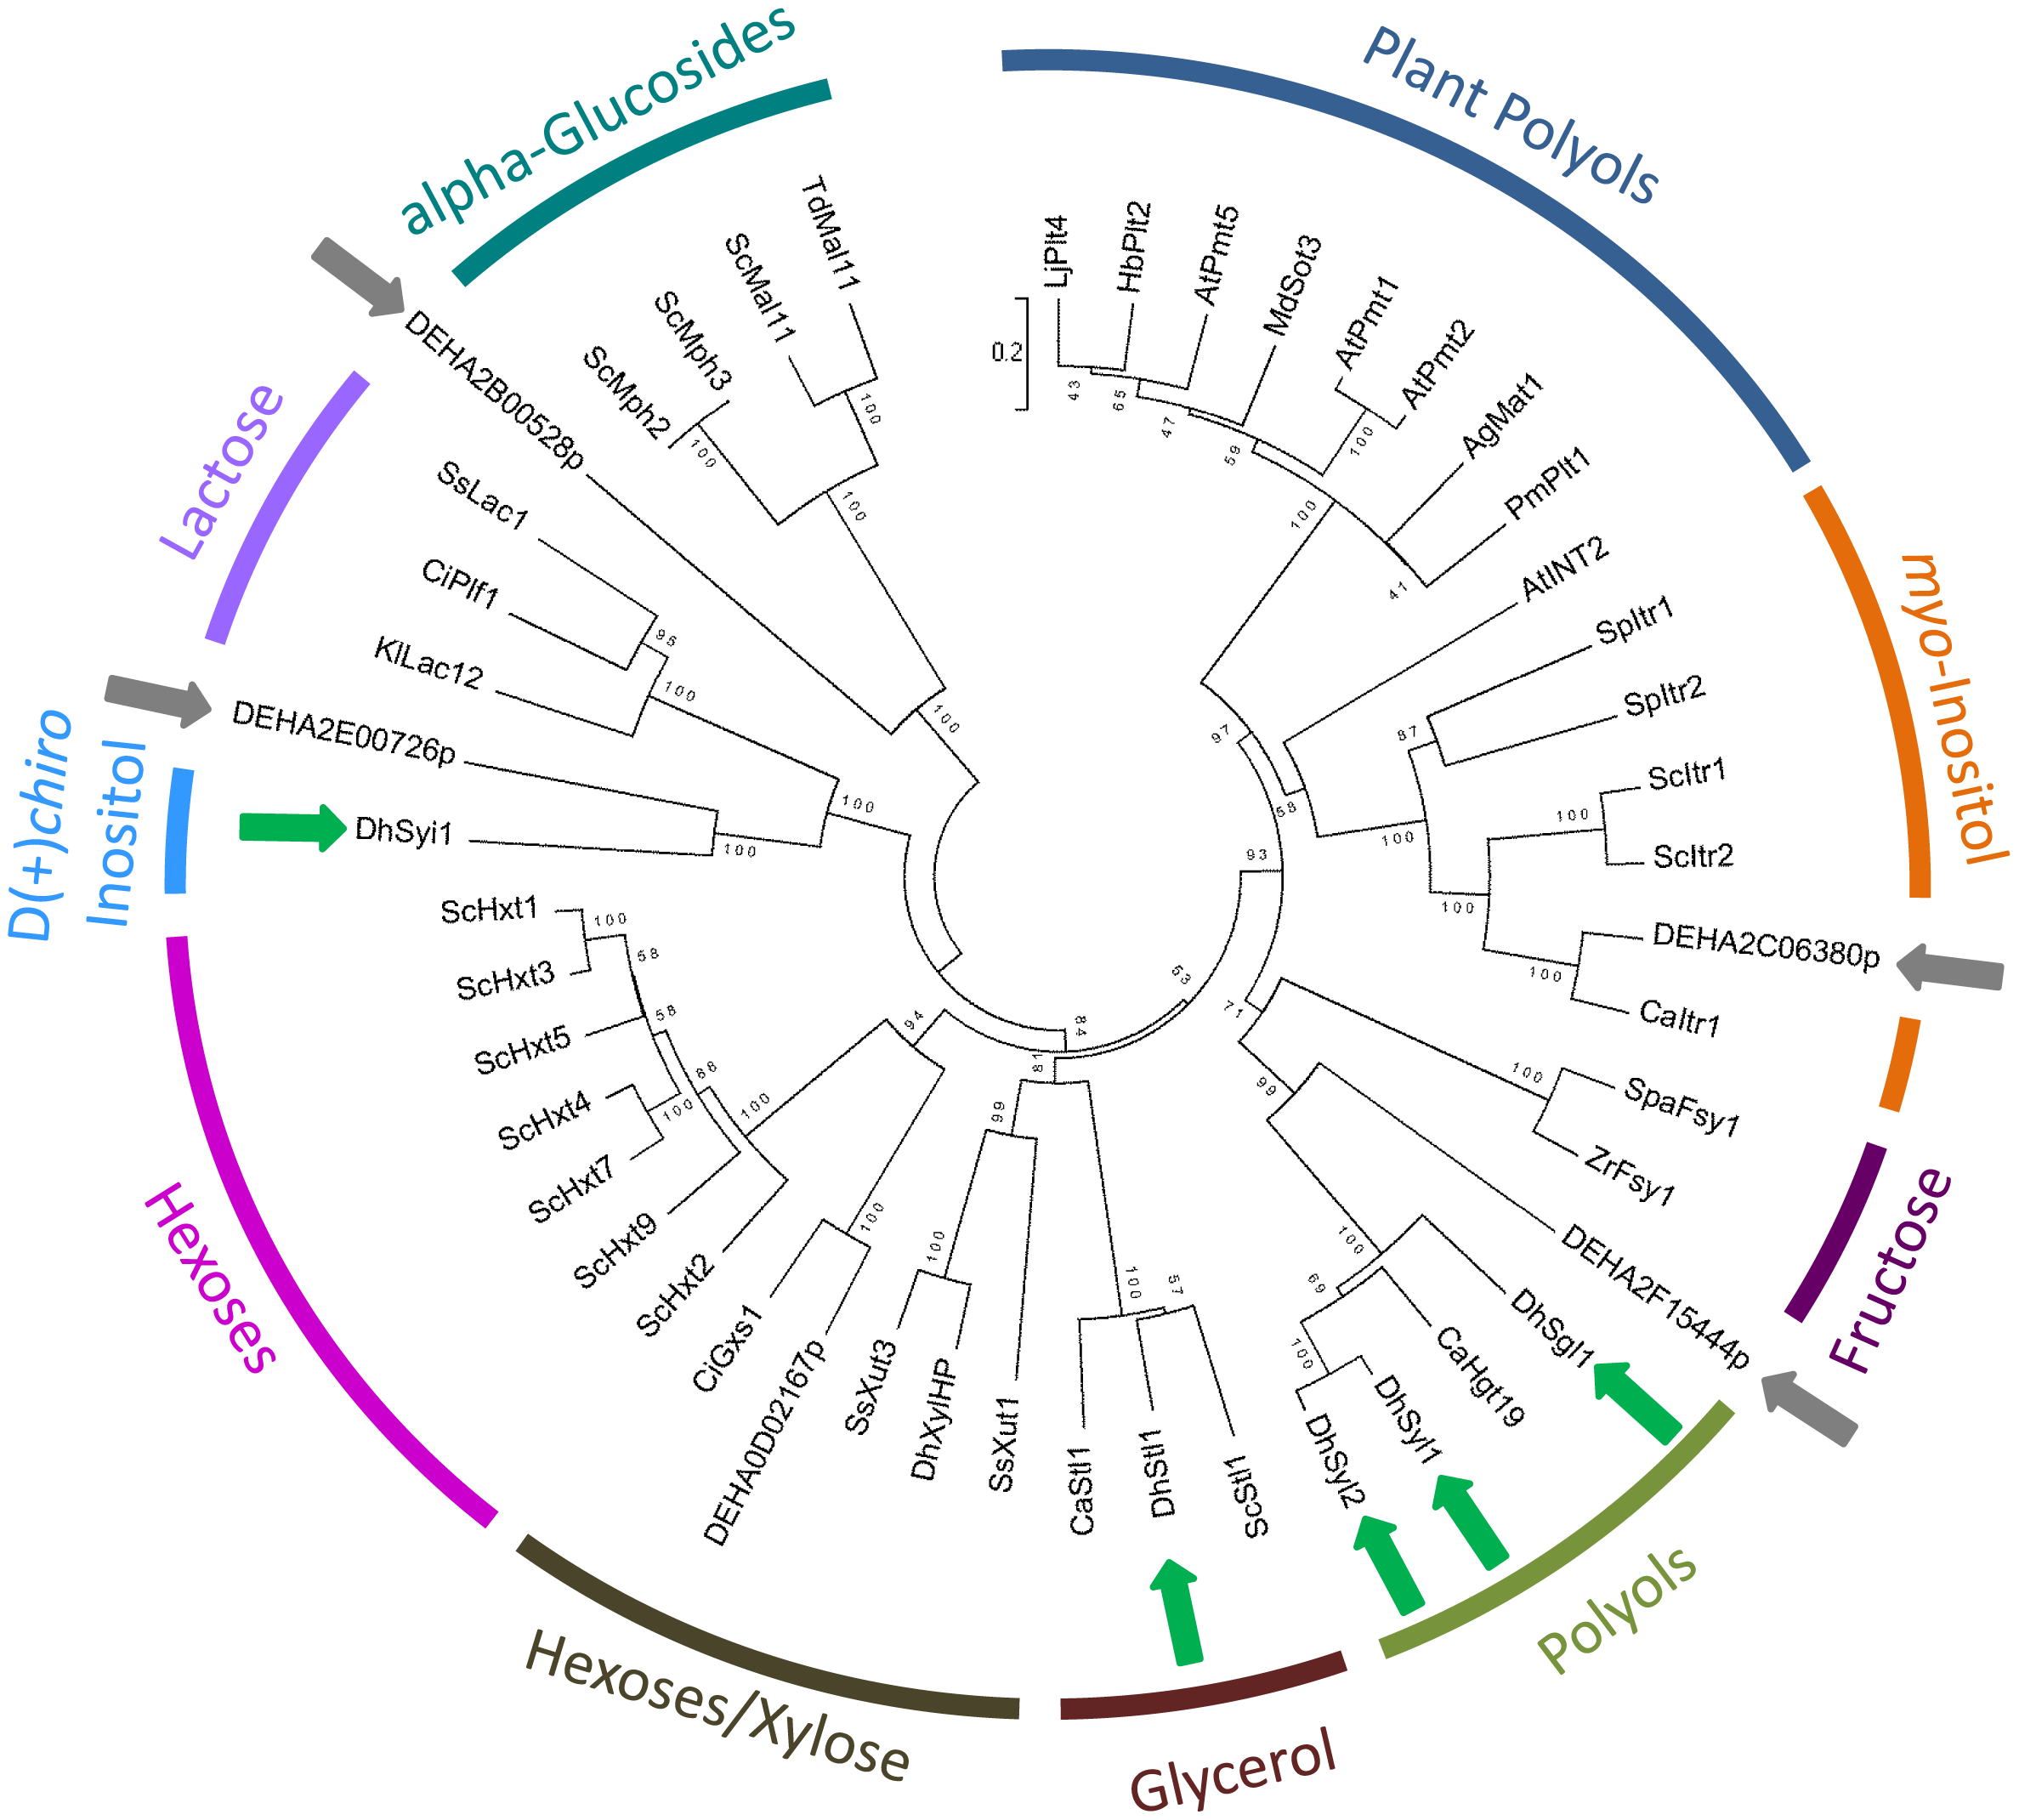 Plant Polyols
myo-Inositol
Fructose
Polyols
Glycerol
Hexoses/Xylose
Hexoses
D(+)chiro
Inositol
Lactose
alpha-Glucosides
0.2
LjPlt4
HbPlt2
AtPmt5
MdSot3
AtPmt1
AtPmt2
AgMat1
PmPlt1
AtINT2
SpItr1
SpItr2
ScItr1
ScItr2
DEHA2C06380p
CaItr1
SpaFsy1
ZrFsy1
DEHA2F15444p
DhSgl1
CaHgt19
DhSyl1
DhSyl2
ScStl1
DhStl1
CaStl1
SsXut1
DhXylHP
SsXut3
DEHA0D02167p
CiGxs1
ScHxt2
ScHxt9
ScHxt7
ScHxt4
ScHxt5
ScHxt3
ScHxt1
DhSyi1
DEHA2E00726p
KlLac12
CiPlf1
SsLac1
DEHA2B00528p
ScMph2
ScMph3
ScMal11
TdMal11
43
65
47
59
100
100
41
97
58
87
100
100
100
100
93
71
100
99
100
69
100
53
84
81
57
100
99
100
94
100
100
88
100
58
58
100
100
100
100
95
100
100
100
100
100